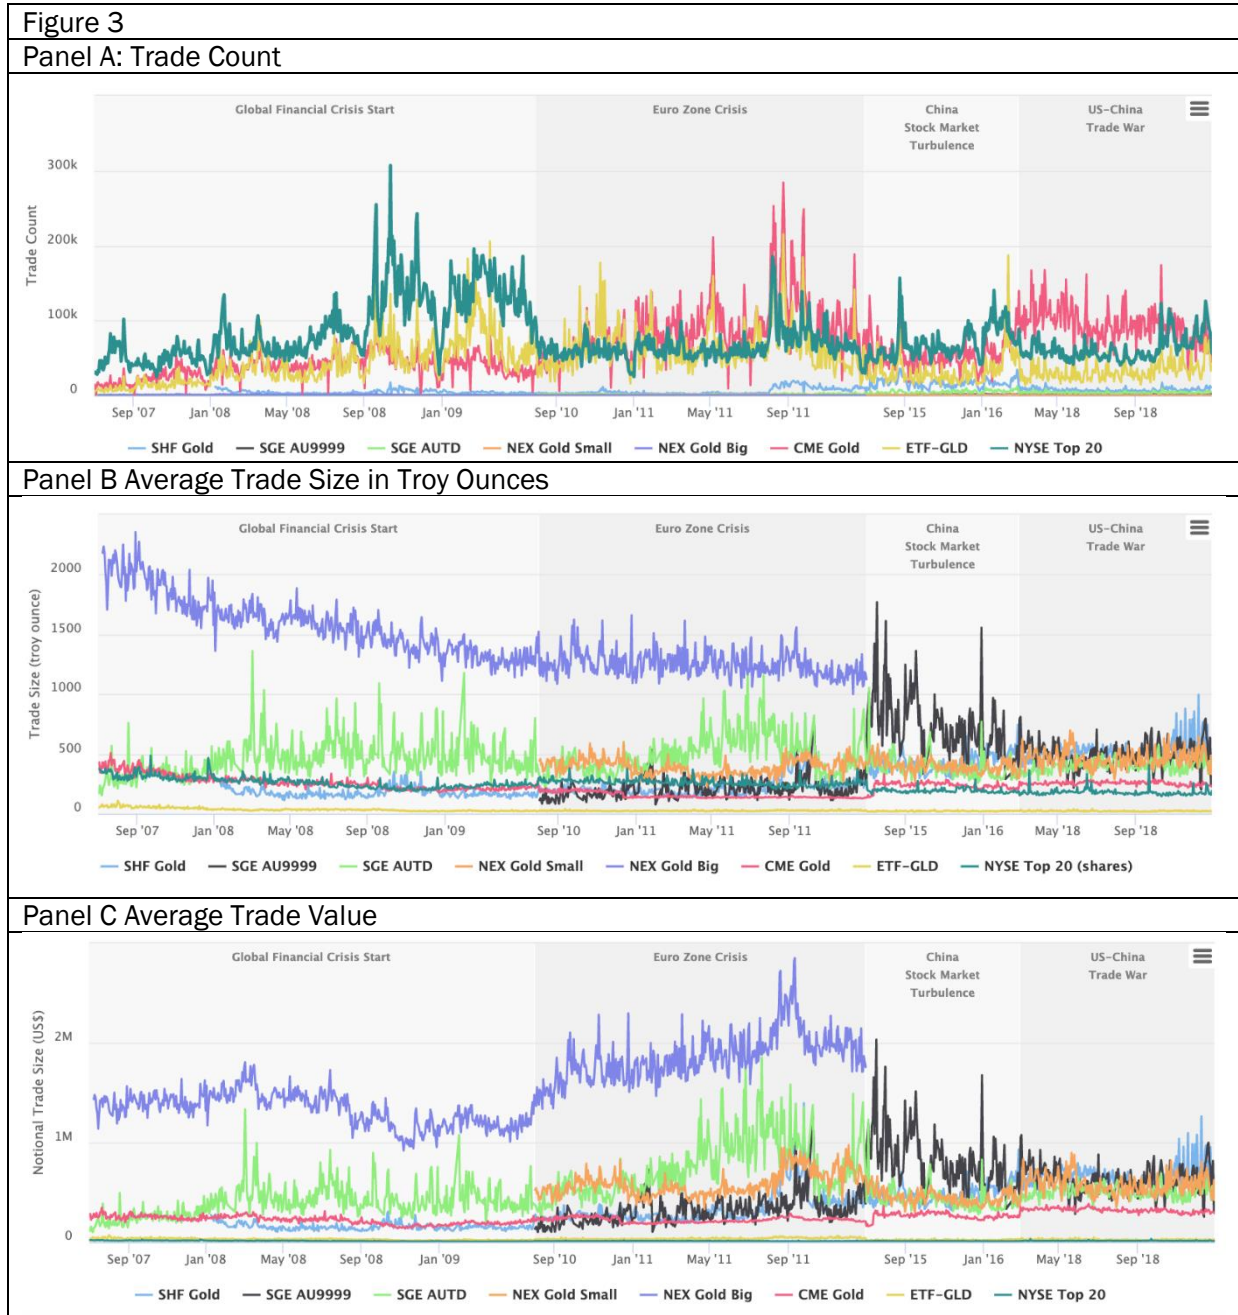 Figure 3
Panel A: Trade Count
Global Financial Crisis Start
Euro Zone Crisis
China
Stock Market
Turbulence
US-China
Trade War
Trade Count
300k
200k
100k
0
Sep '07 Jan '08 May '08 Sep '08 Jan '09 Sep '10 Jan '11 May '11 Sep '11 Sep '15 Jan '16 May '18 Sep '18
SHF Gold SGE AU9999 SGE AUTD NEX Gold Small NEX Gold Big CME Gold ETF-GLD NYSE Top 20
Panel B Average Trade Size in Troy Ounces
Global Financial Crisis Start
Euro Zone Crisis
China
Stock Market
Turbulence
US-China
Trade War
Trade Size (troy ounce)
2000
1500
1000
500
0
Sep '07 Jan '08 May '08 Sep '08 Jan '09 Sep '10 Jan '11 May '11 Sep '11 Sep '15 Jan '16 May '18 Sep '18
SHF Gold SGE AU9999 SGE AUTD NEX Gold Small NEX Gold Big CME Gold ETF-GLD NYSE Top 20 (shares)
Panel C Average Trade Value
Global Financial Crisis Start
Euro Zone Crisis
China
Stock Market
Turbulence
US-China
Trade War
Notional Trade Size (US$)
2M
1M
0
Sep '07 Jan '08 May '08 Sep '08 Jan '09 Sep '10 Jan '11 May '11 Sep '11 Sep '15 Jan '16 May '18 Sep '18
SHF Gold SGE AU9999 SGE AUTD NEX Gold Small NEX Gold Big CME Gold ETF-GLD NYSE Top 20